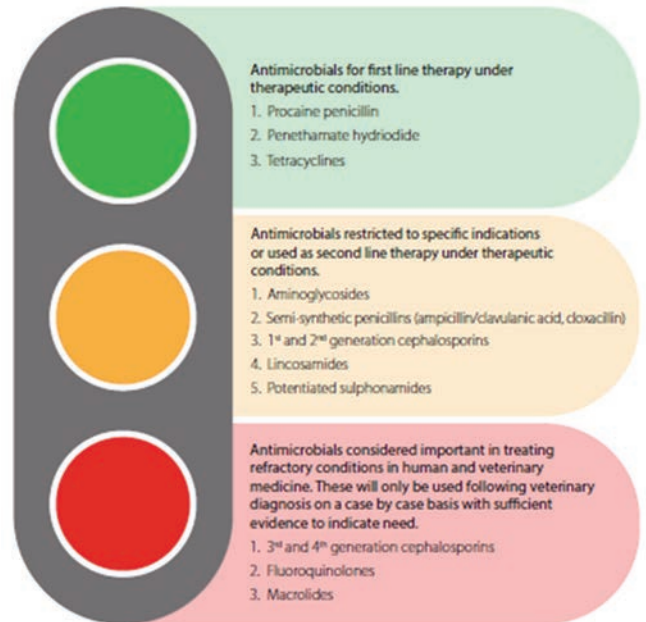 Antimicrobials for first line therapy under
therapeutic conditions.
1. Procaine penicillin
2. Penethamate hydriodide
3. Tetracyclines
Antimicrobials restricted to specific indications
or used as second line therapy under therapeutic
conditions.
1. Aminoglycosides
2. Semi-synthetic penicillins (ampicillin/clavulanic acid, cloxacillin)
3. 1st and 2nd generation cephalosporins
4. Lincosamides
5. Potentiated sulphonamides
Antimicrobials considered important in treating
refractory conditions in human and veterinary
medicine. These will only be used following veterinary
diagnosis on a case by case basis with sufficient
evidence to indicate need.
1. 3rd and 4th generation cephalosporins
2. Fluoroquinolones
3. Macrolides